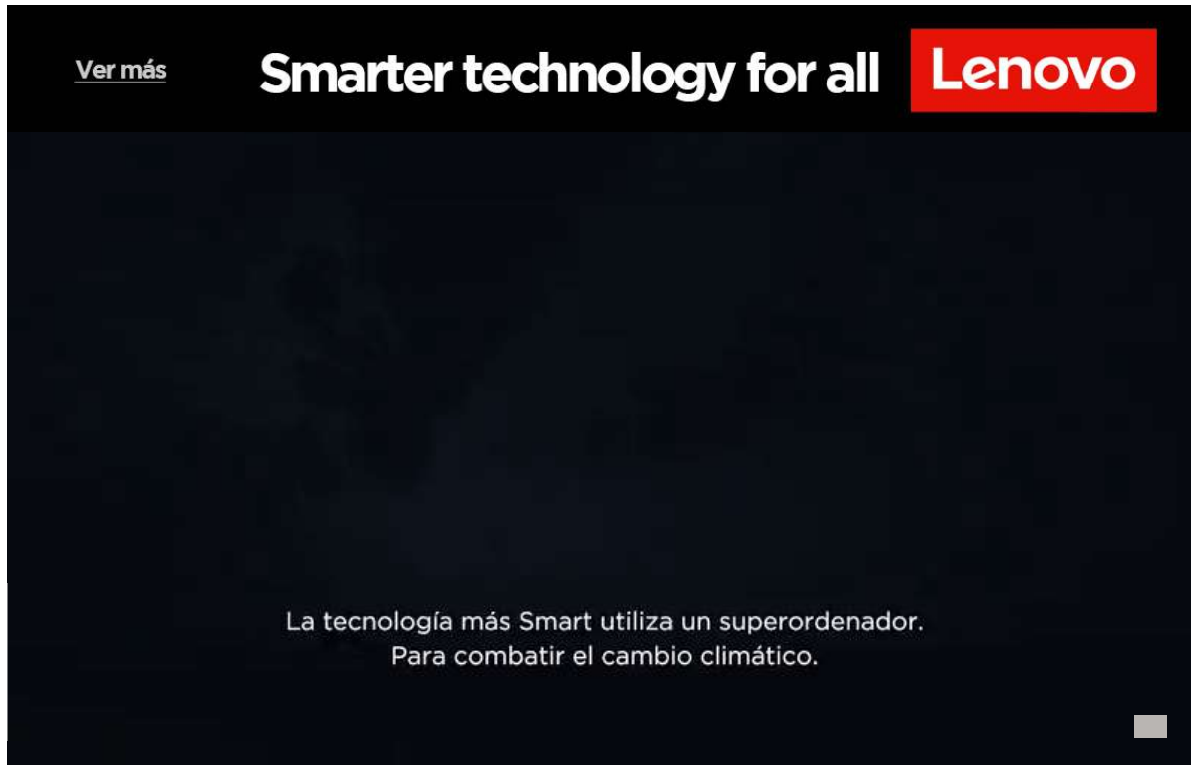 Ver más
Smarter technology for all
Lenovo
La tecnología más Smart utiliza un superordenador.
Para combatir el cambio climático.